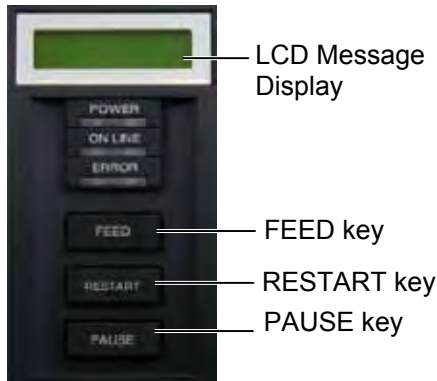 LCD Message
Display
POWER
ON LINE
ERROR
FEED
FEED key
RESTART
RESTART key
PAUSE
PAUSE key